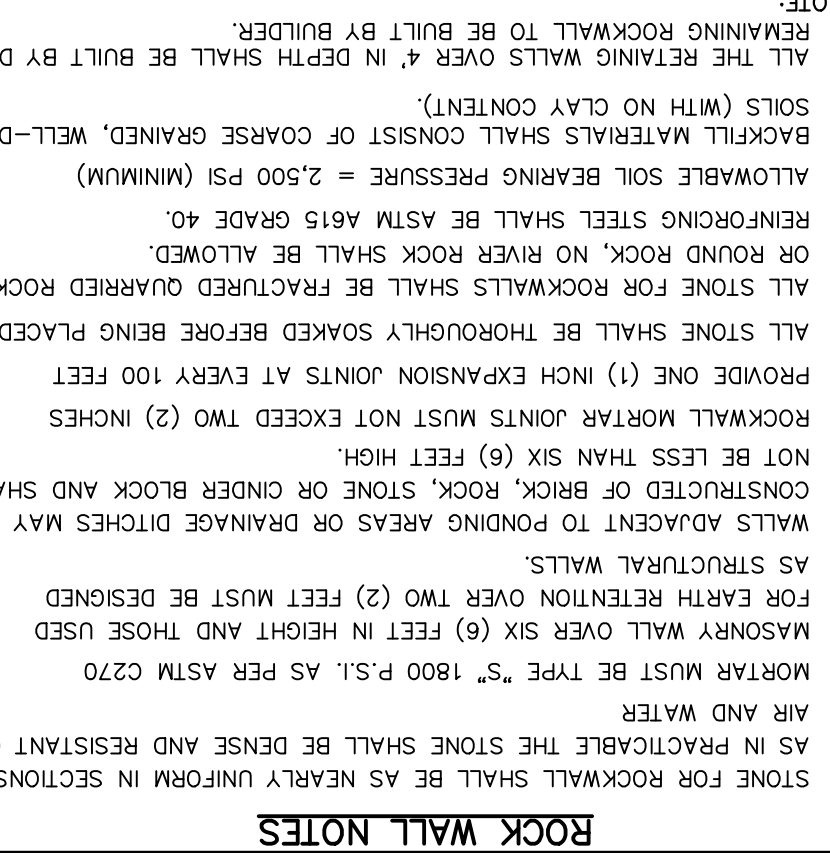 ROCK WALL NOTES
STONE FOR ROCKWALL SHALL BE AS NEARLY UNIFORM IN SECTIONS
AS IN PRACTICABLE THE STONE SHALL BE DENSE AND RESISTANT
AIR AND WATER
MORTAR MUST BE TYPE "S" 1800 P.S.I. AS PER ASTM C270
MASONRY WALL OVER SIX (6) FEET IN HEIGHT AND THOSE USED
FOR EARTH RETENTION OVER TWO (2) FEET MUST BE DESIGNED
AS STRUCTURAL WALLS.
WALLS ADJACENT TO PONDING AREAS OR DRAINAGE DITCHES MAY
CONSTRUCTED OF BRICK, ROCK, STONE OR CINDER BLOCK AND SHA
NOT BE LESS THAN SIX (6) FEET HIGH.
ROCKWALL MORTAR JOINTS MUST NOT EXCEED TWO (2) INCHES
PROVIDE ONE (1) INCH EXPANSION JOINTS AT EVERY 100 FEET
ALL STONE SHALL BE THOROUGHLY SOAKED BEFORE BEING PLACED
ALL STONE FOR ROCKWALLS SHALL BE FRACTURED QUARRIED ROCK
OR ROUND ROCK, NO RIVER ROCK SHALL BE ALLOWED.
REINFORCING STEEL SHALL BE ASTM A615 GRADE 40.
ALLOWABLE SOIL BEARING PRESSURE = 2,500 PSI (MINIMUM)
BACKFILL MATERIALS SHALL CONSIST OF COARSE GRAINED, WELL-D
SOILS (WITH NO CLAY CONTENT).
ALL THE RETAINIG WALLS OVER 4' IN DEPTH SHALL BE BUILT BY D
REMAINING ROCKWALL TO BE BUILT BY BUILDER.
OTE: